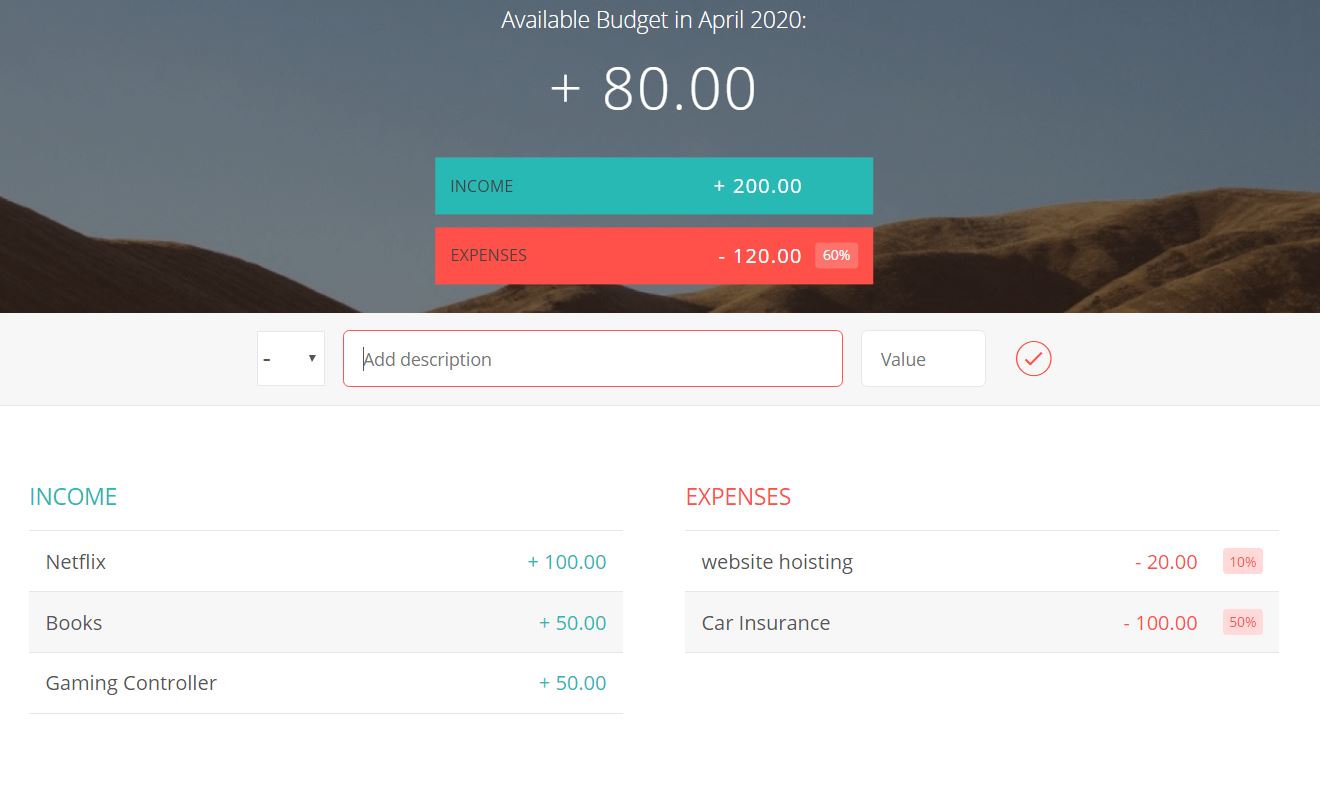 Available Budget in April 2020:
+ 80.00
INCOME + 200.00
EXPENSES - 120.00 60%
- ▼ Add description Value
INCOME
Netflix + 100.00
Books + 50.00
Gaming Controller + 50.00
EXPENSES
website hoisting - 20.00 10%
Car Insurance - 100.00 50%